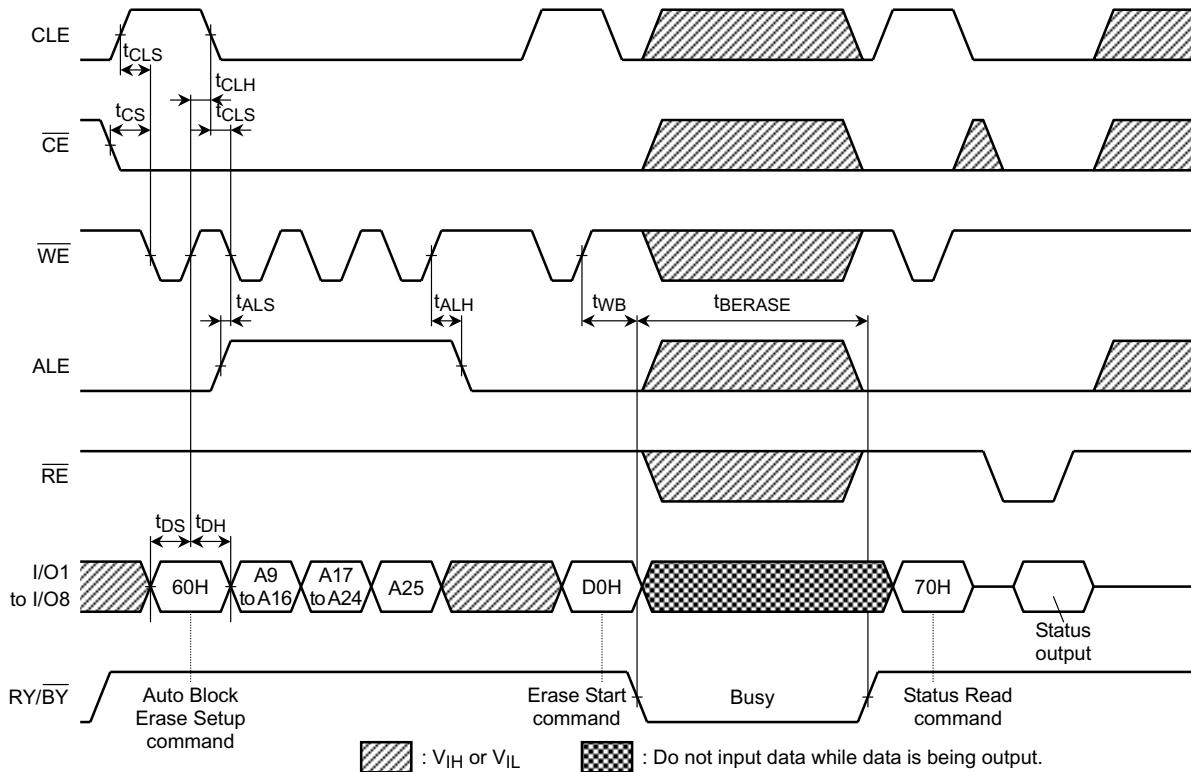 CLE
tCLS
tCLH
tCS
tCLS
CE
WE
tALS
tALH
tWB
tBERASE
ALE
RE
tDS
tDH
I/O1
to I/O8
60H
A9
to A16
A17
to A24
A25
D0H
70H
Status
output
RY/BY
Auto Block
Erase Setup
command
Erase Start
command
Busy
Status Read
command
: VIH or VIL
: Do not input data while data is being output.